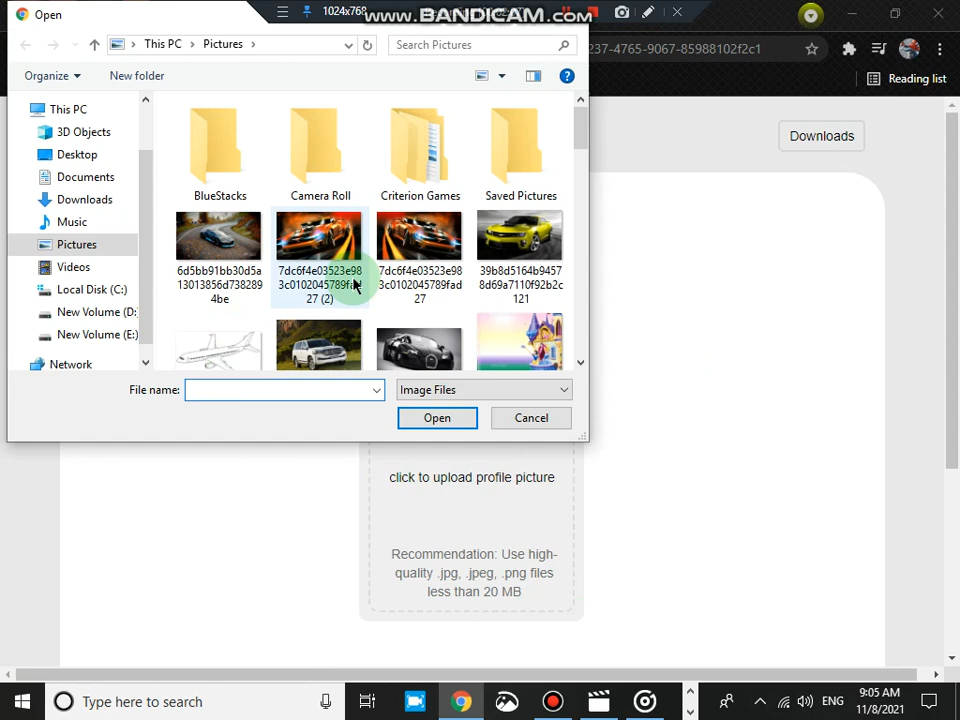 Open
1024x768
www.BANDICAM.com
This PC
Pictures
Search Pictures
237-4765-9067-85988102f2c1
Organize
New folder
Reading list
This PC
3D Objects
Desktop
Documents
Downloads
Music
Pictures
Videos
Local Disk (C:)
New Volume (D:
New Volume (E:)
Network
BlueStacks
Camera Roll
Criterion Games
Saved Pictures
6d5bb91bb30d5a
13013856d738289
4be
7dc6f4e03523e98
3c0102045789fad
27 (2)
7dc6f4e03523e98
3c0102045789fad
27
39b8d5164b9457
8d69a7110f92b2c
121
File name:
Image Files
Open
Cancel
Downloads
click to upload profile picture
Recommendation: Use high-
quality .jpg, .jpeg, .png files
less than 20 MB
Type here to search
ENG
9:05 AM
11/8/2021